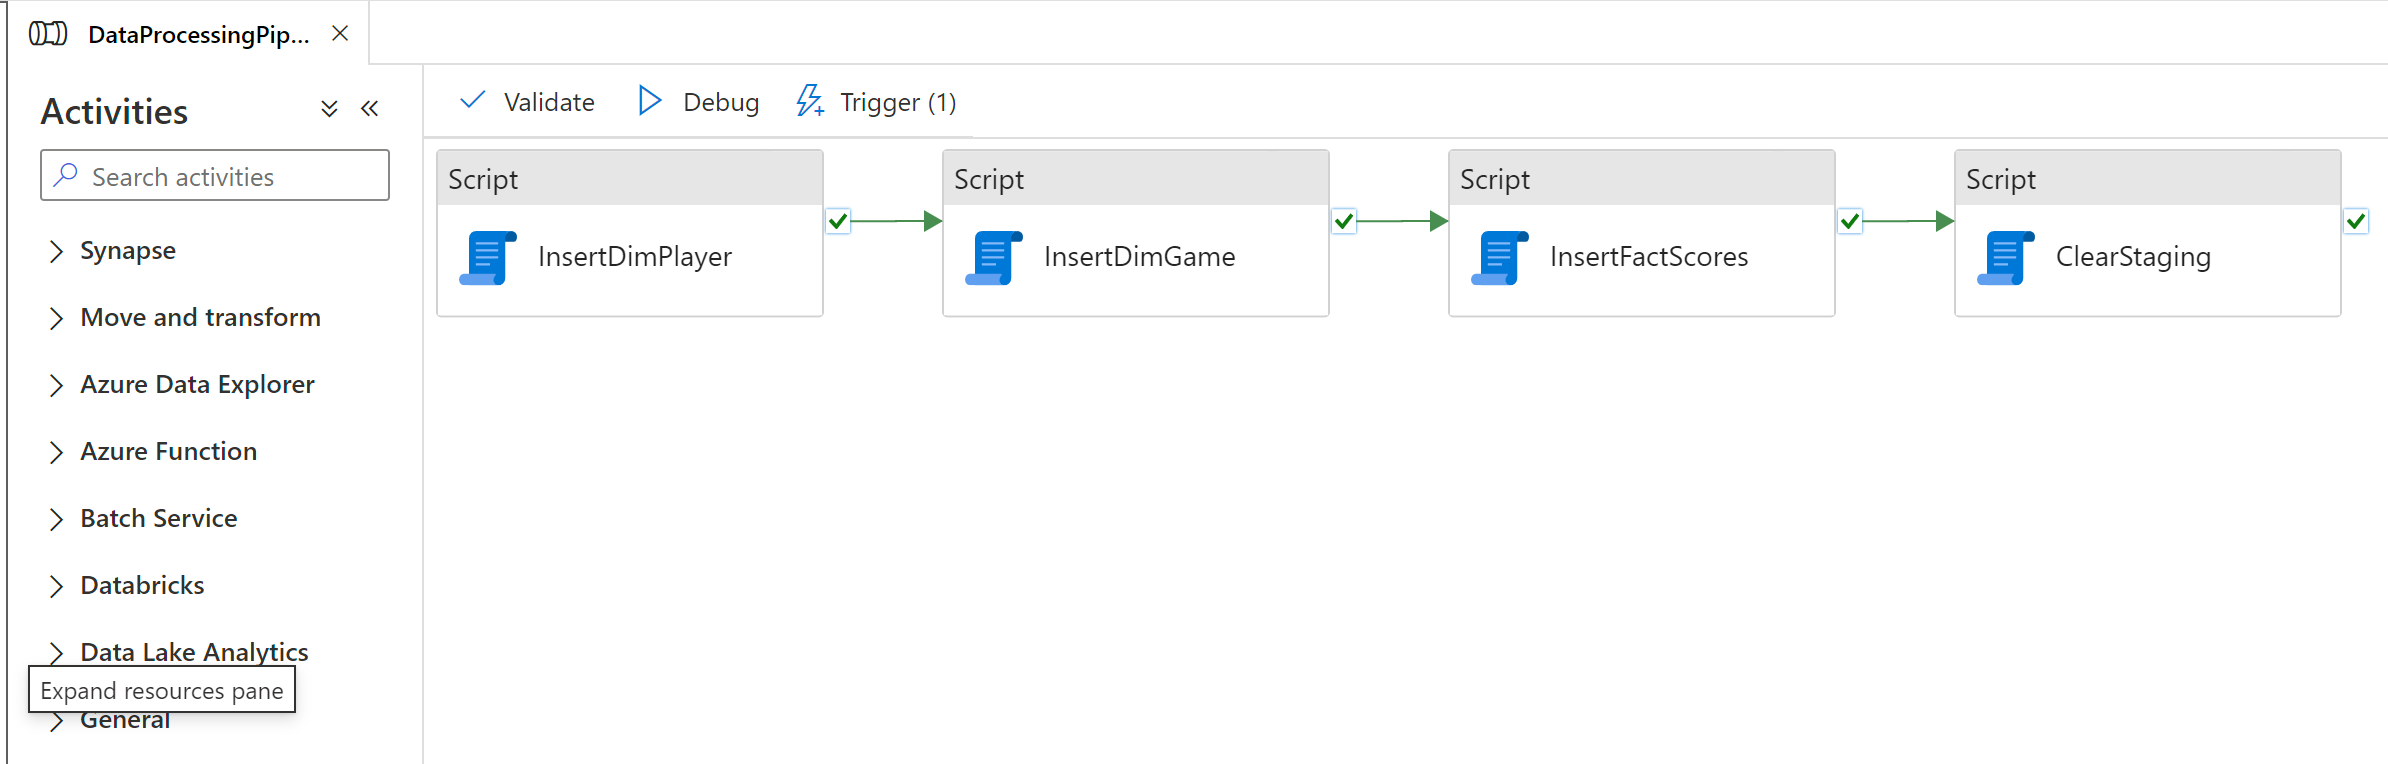 DataProcessingPip...
Activities
Search activities
Synapse
Move and transform
Azure Data Explorer
Azure Function
Batch Service
Databricks
Data Lake Analytics
Expand resources pane
General
Validate
Debug
Trigger (1)
Script
InsertDimPlayer
Script
InsertDimGame
Script
InsertFactScores
Script
ClearStaging